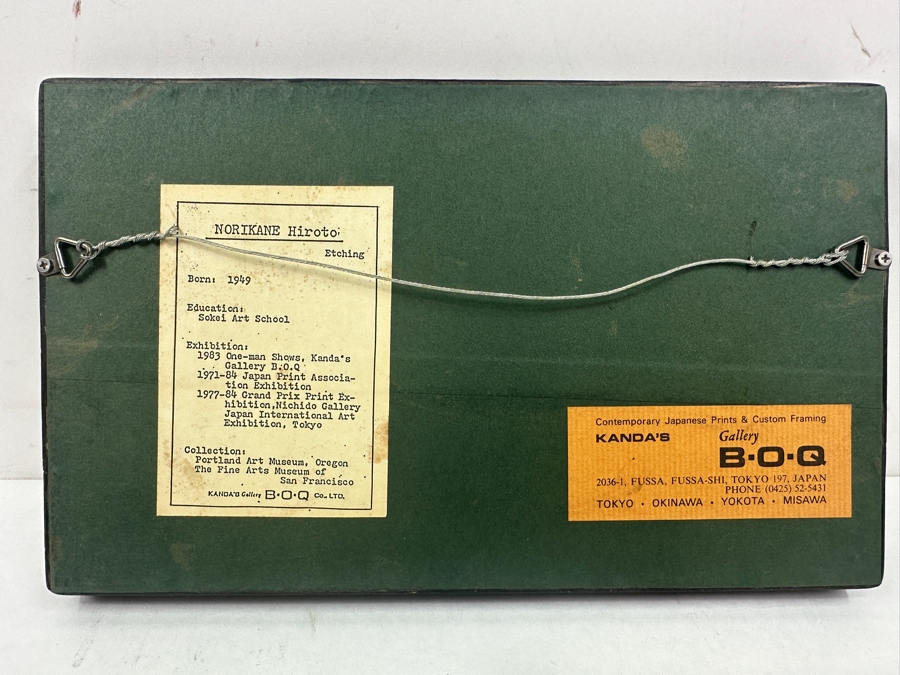 NORIKANE Hiroto
Etching
Born: 1949
Education:
Sokei Art School
Exhibition:
1983 One-man Shows, Kanda's
Gallery B.O.Q
1971-84 Japan Print Associa-
tion Exhibition
1977-84 Grand Prix Print Ex-
hibition,Nichido Gallery
Japan International Art
Exhibition, Tokyo
Collection:
Portland Art Museum, Oregon
The Fine Arts Museum of
San Francisco
KANDA'S Gallery B·O·Q CO., LTD.
Contemporary Japanese Prints & Custom Framing
KANDA'S Gallery
B·O·Q
2036-1, FUSSA, FUSSA-SHI, TOKYO 197, JAPAN
PHONE (0425) 52-5431
TOKYO · OKINAWA · YOKOTA · MISAWA